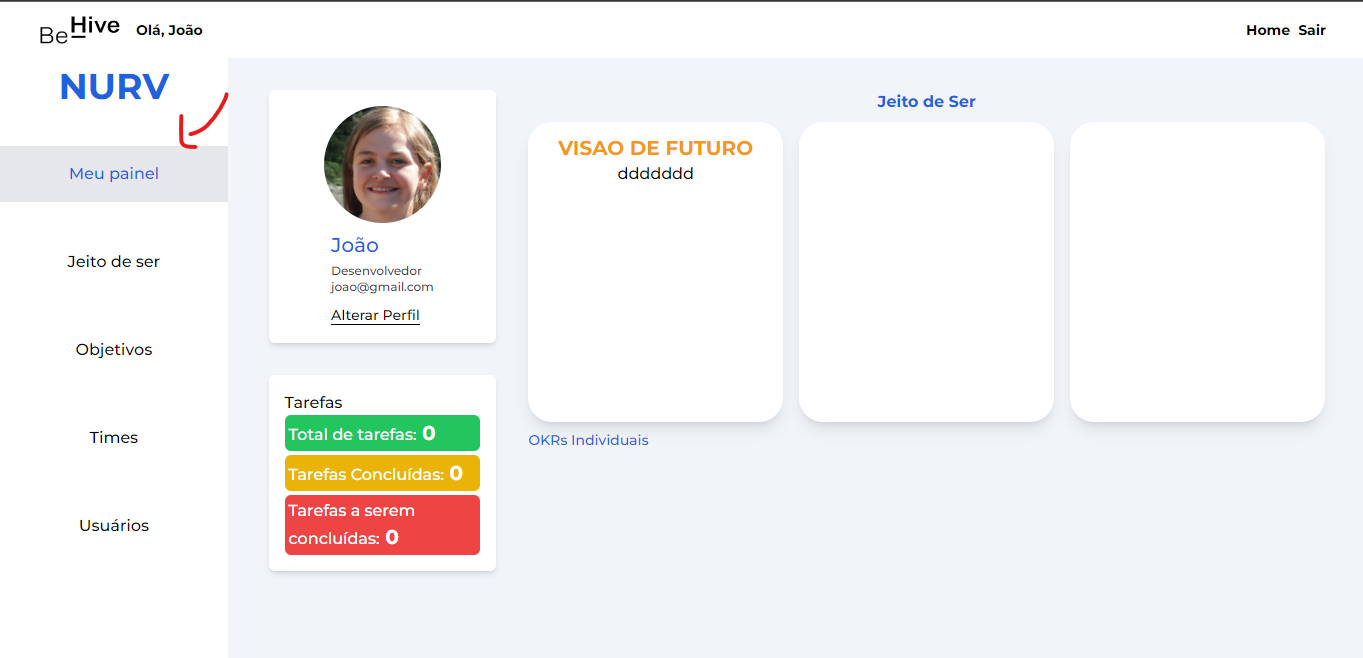 BeHive Olá, João
Home Sair
NURV
Meu painel
Jeito de ser
Objetivos
Times
Usuários
João
Desenvolvedor
joao@gmail.com
Alterar Perfil
Tarefas
Total de tarefas: 0
Tarefas Concluídas: 0
Tarefas a serem
concluídas: 0
Jeito de Ser
VISAO DE FUTURO
ddddddd
OKRs Individuais